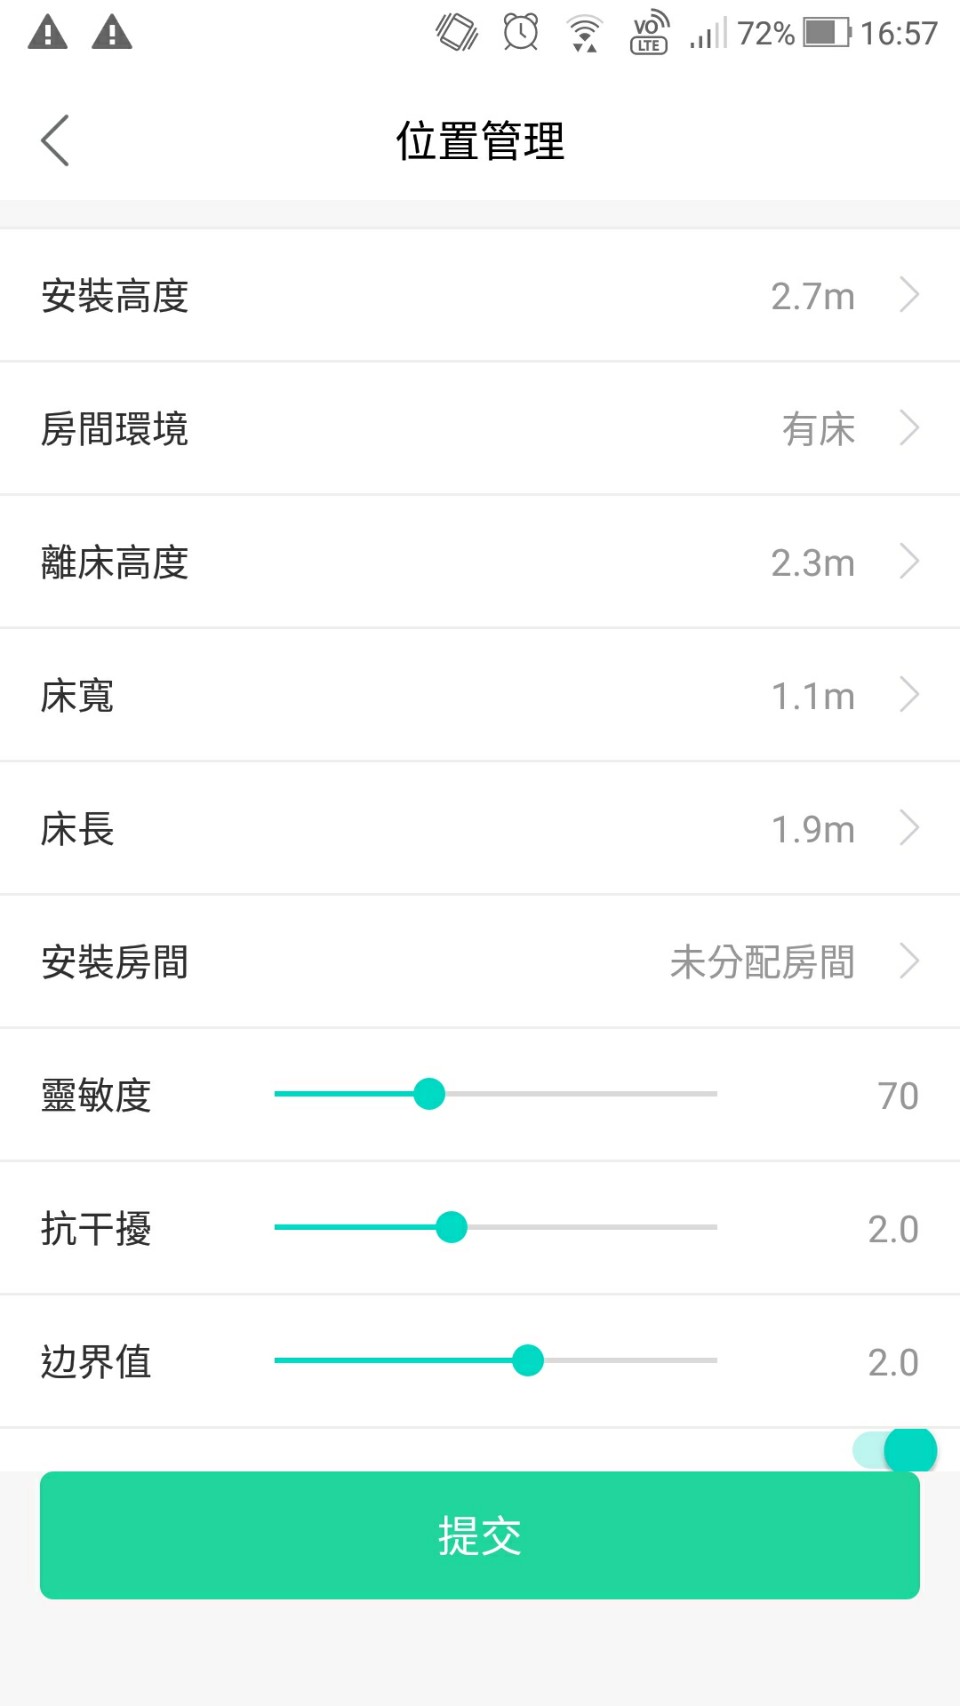 VO LTE 72% 16:57
位置管理
安裝高度 2.7m
房間環境 有床
離床高度 2.3m
床寬 1.1m
床長 1.9m
安裝房間 未分配房間
靈敏度 70
抗干擾 2.0
边界值 2.0
提交